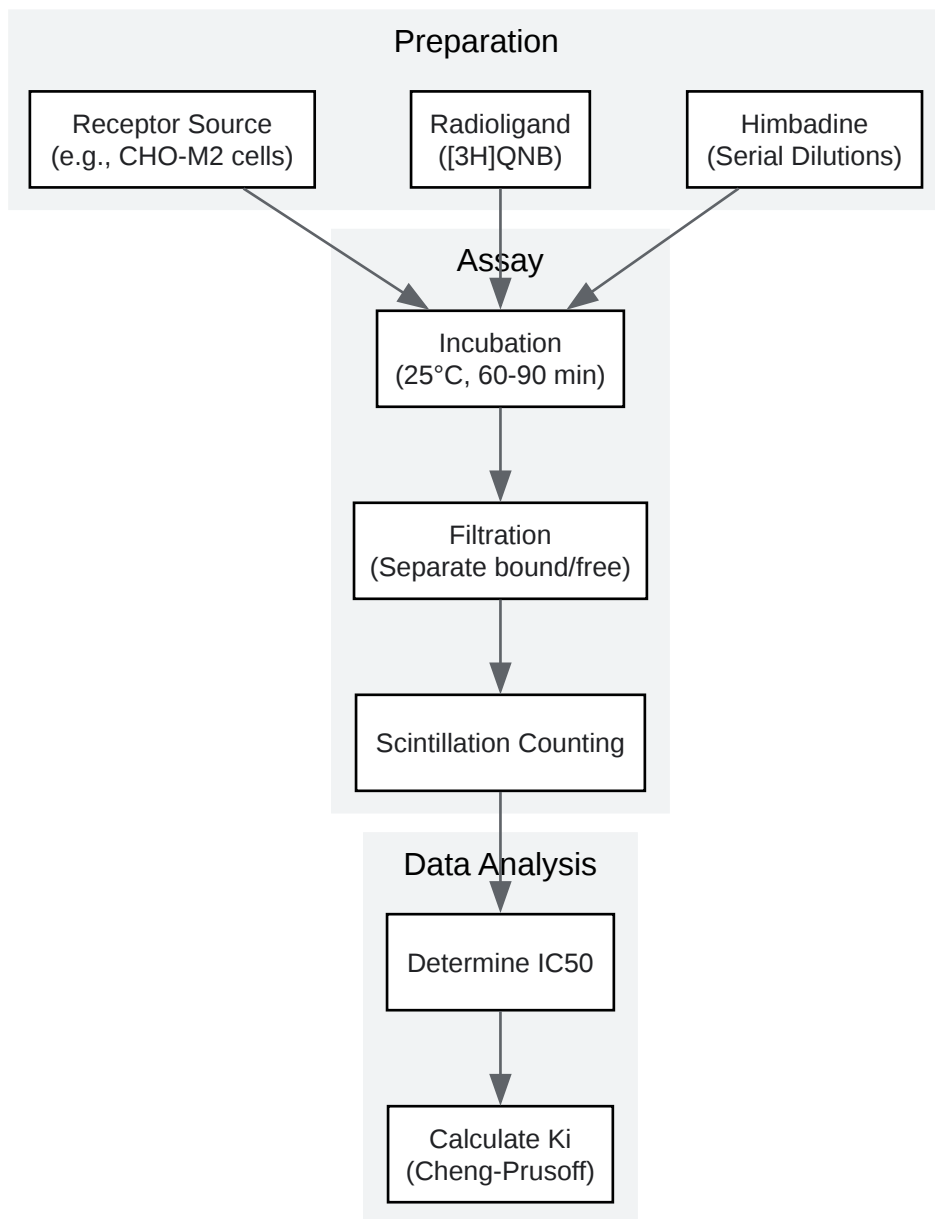 Preparation
Receptor Source
(e.g., CHO-M2 cells)
Radioligand
([3H]QNB)
Himbadine
(Serial Dilutions)
Assay
Incubation
(25°C, 60-90 min)
Filtration
(Separate bound/free)
Scintillation Counting
Data Analysis
Determine IC50
Calculate Ki
(Cheng-Prusoff)